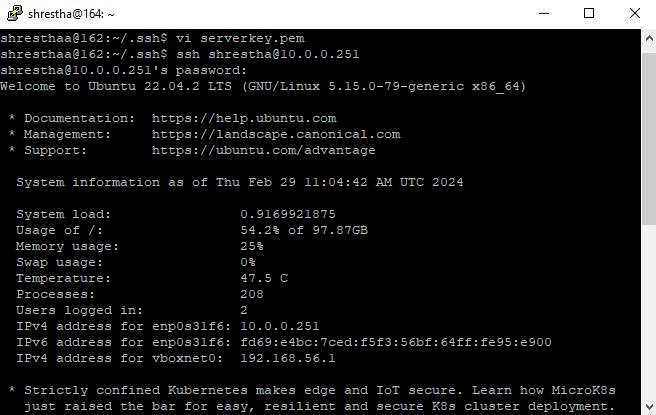 shrestha@164: ~
shresthaa@162:~/.ssh$ vi serverkey.pem
shresthaa@162:~/.ssh$ ssh shrestha@10.0.0.251
shrestha@10.0.0.251's password:
Welcome to Ubuntu 22.04.2 LTS (GNU/Linux 5.15.0-79-generic x86_64)
* Documentation: https://help.ubuntu.com
* Management: https://landscape.canonical.com
* Support: https://ubuntu.com/advantage
System information as of Thu Feb 29 11:04:42 AM UTC 2024
System load: 0.9169921875
Usage of /: 54.2% of 97.87GB
Memory usage: 25%
Swap usage: 0%
Temperature: 47.5 C
Processes: 208
Users logged in: 2
IPv4 address for enp0s31f6: 10.0.0.251
IPv6 address for enp0s31f6: fd69:e4bc:7ced:f5f3:56bf:64ff:fe95:e900
IPv4 address for vboxnet0: 192.168.56.1
* Strictly confined Kubernetes makes edge and IoT secure. Learn how MicroK8s
just raised the bar for easy, resilient and secure K8s cluster deployment.